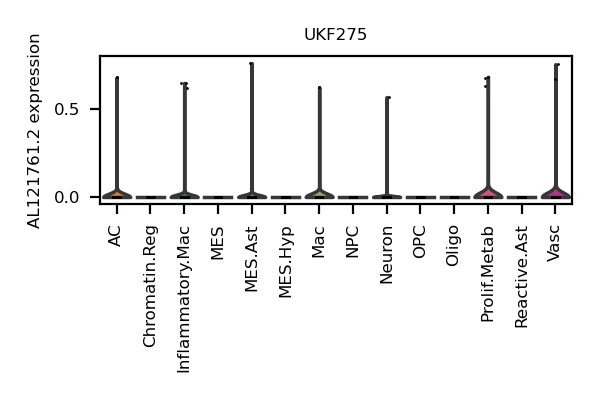 UKF275
AL121761.2 expression
0.5
0.0
AC
Chromatin.Reg
Inflammatory.Mac
MES
MES.Ast
MES.Hyp
Mac
NPC
Neuron
OPC
Oligo
Prolif.Metab
Reactive.Ast
Vasc